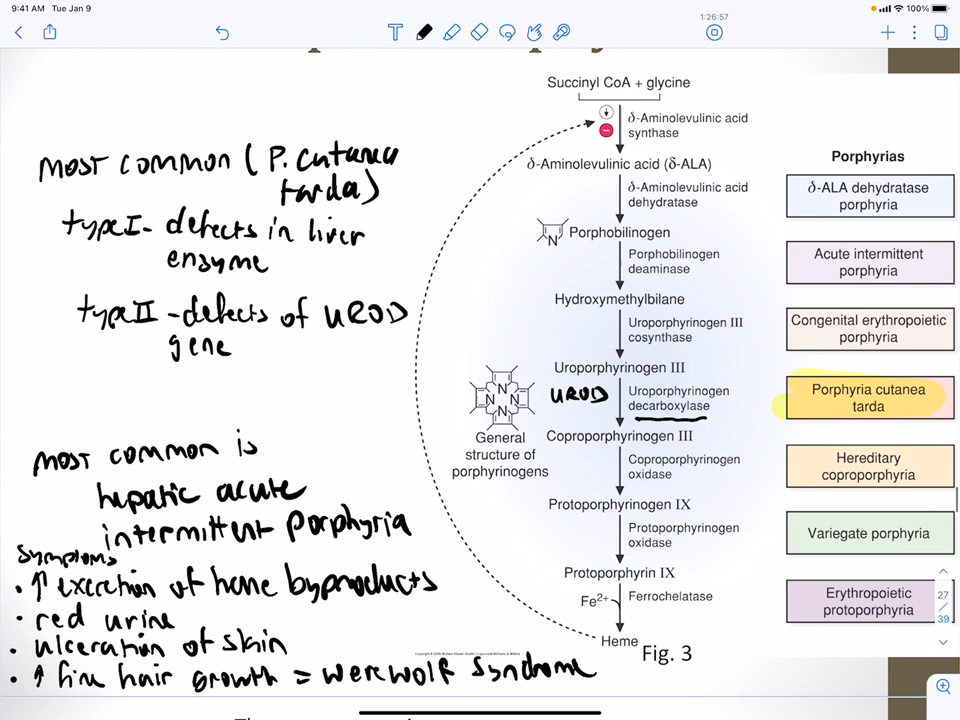 9:41 AM Tue Jan 9
100%
1:26:57
Succinyl CoA + glycine
δ-Aminolevulinic acid
synthase
δ-Aminolevulinic acid (δ-ALA)
δ-Aminolevulinic acid
dehydratase
Porphobilinogen
Porphobilinogen
deaminase
Hydroxymethylbilane
Uroporphyrinogen III
cosynthase
Uroporphyrinogen III
UROD
Uroporphyrinogen
decarboxylase
Coproporphyrinogen III
Coproporphyrinogen
oxidase
Protoporphyrinogen IX
Protoporphyrinogen
oxidase
Protoporphyrin IX
Fe2+
Ferrochelatase
Heme
N
N
N
N
N
General
structure of
porphyrinogens
Porphyrias
δ-ALA dehydratase
porphyria
Acute intermittent
porphyria
Congenital erythropoietic
porphyria
Porphyria cutanea
tarda
Hereditary
coproporphyria
Variegate porphyria
Erythropoietic
protoporphyria
27
/
39
Fig. 3
most common (P. cutanea
tarda)
type I - defects in liver
enzyme
type II - defects of UROD
gene
most common is
hepatic acute
intermittent porphyria
Symptoms
• ↑ excretion of heme byproducts
• red urine
• ulceration of skin
• ↑ fine hair growth = werewolf syndrome